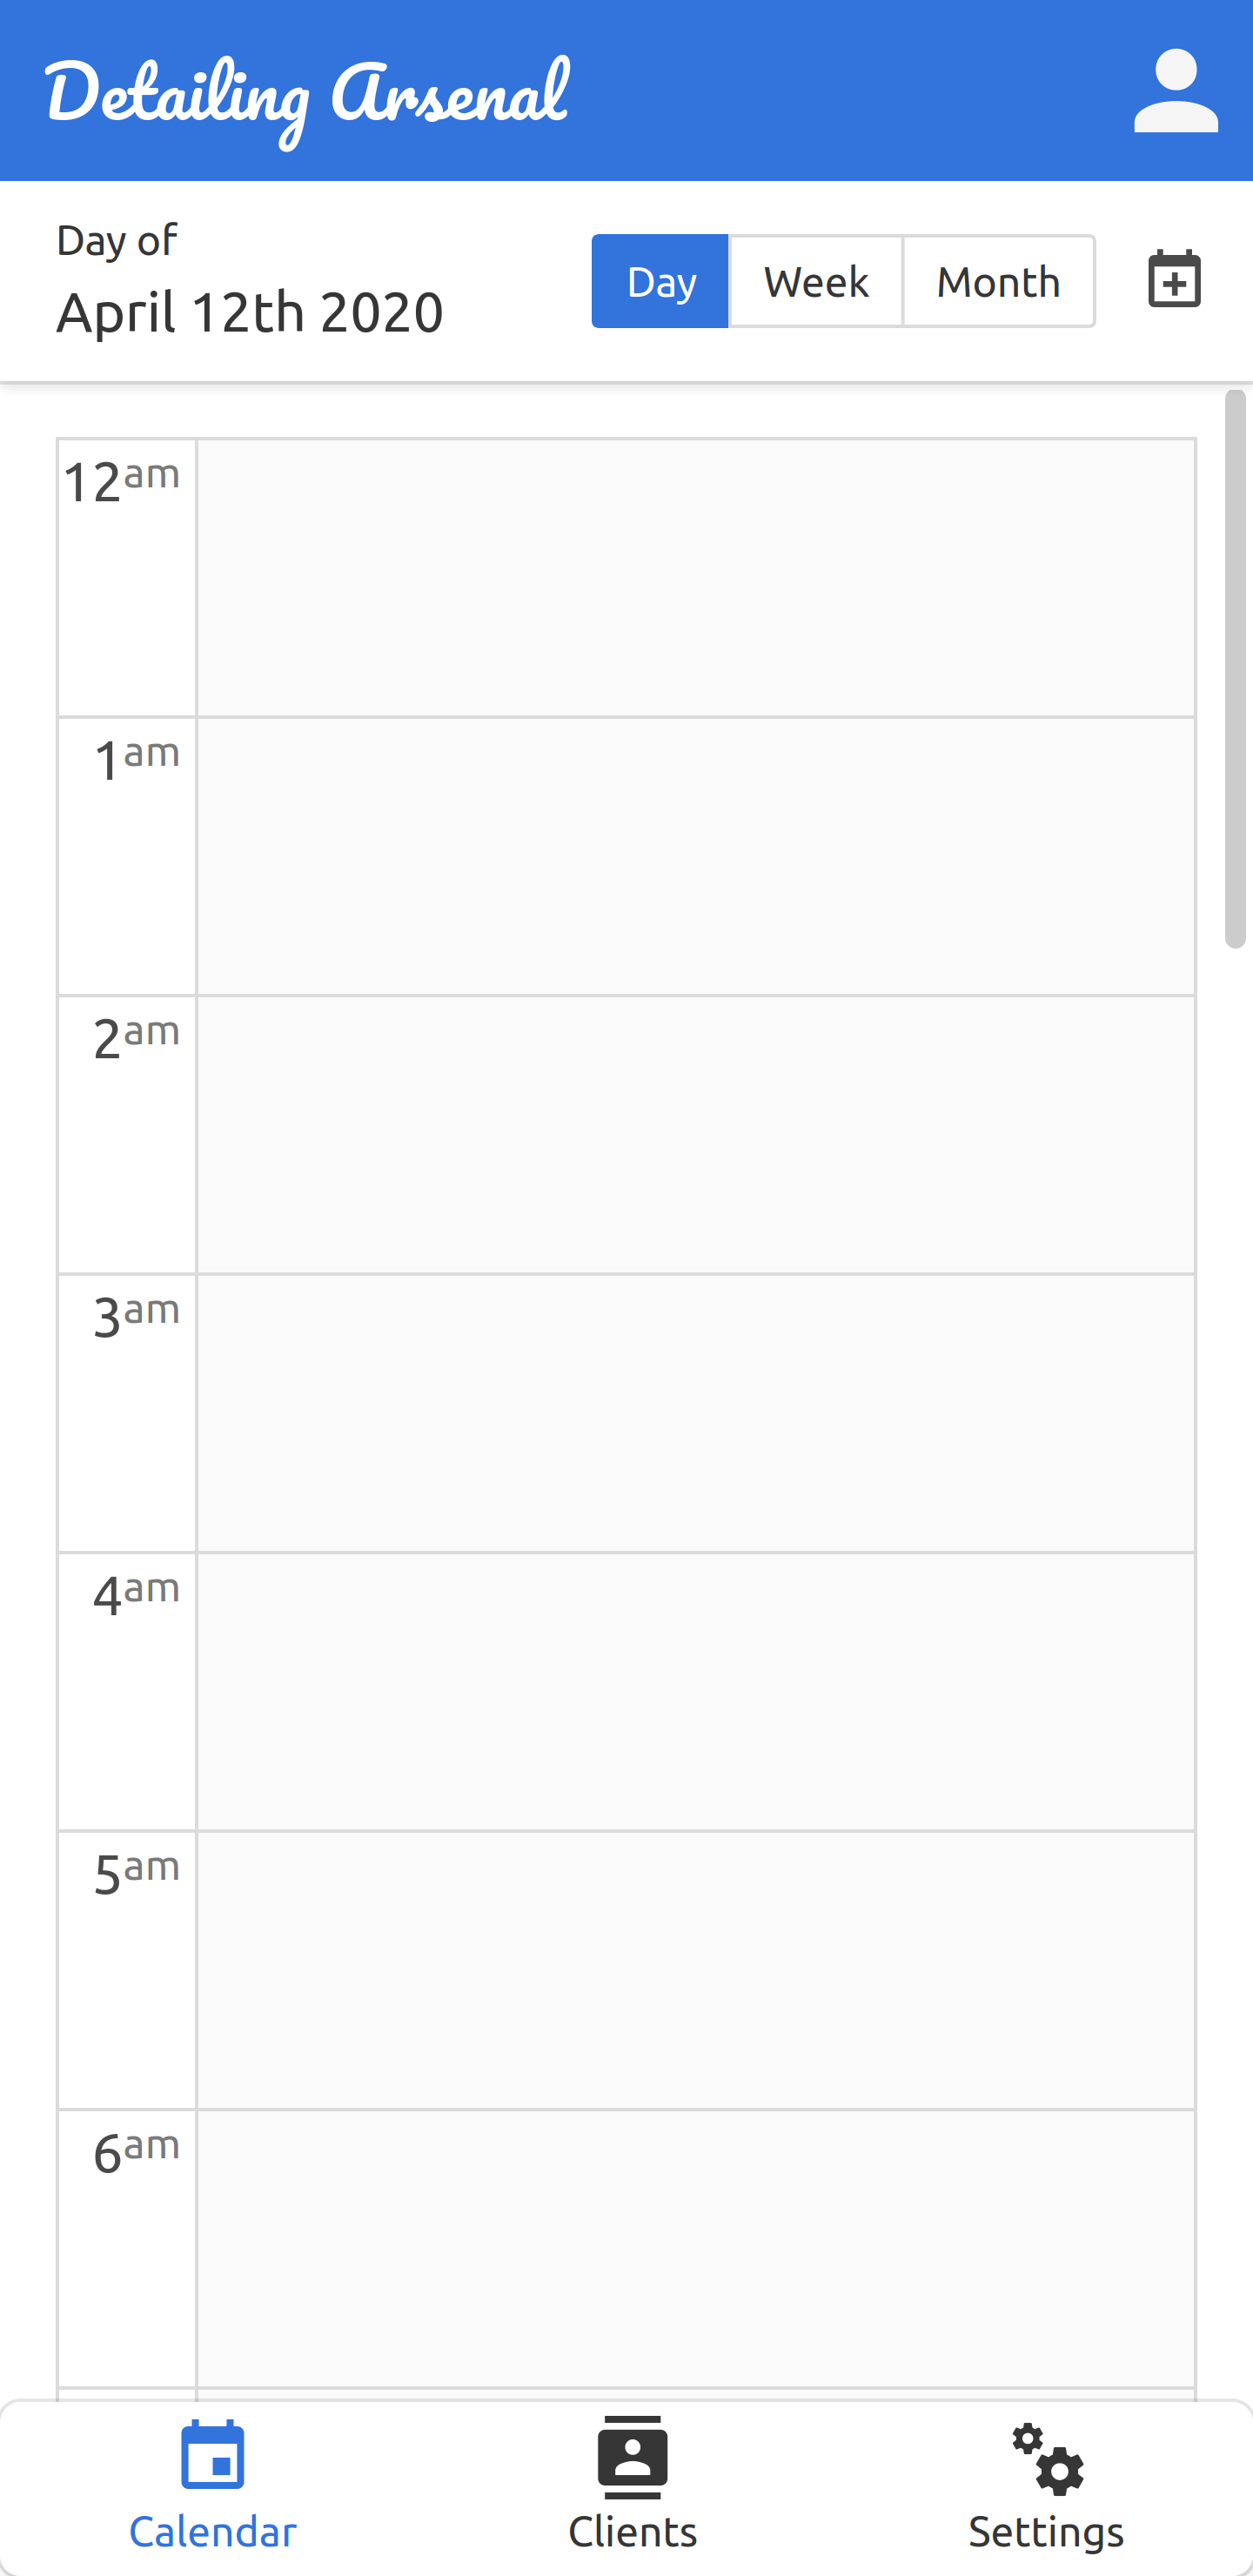 Detailing Arsenal
Day of
April 12th 2020
Day Week Month
12am
1am
2am
3am
4am
5am
6am
Calendar Clients Settings